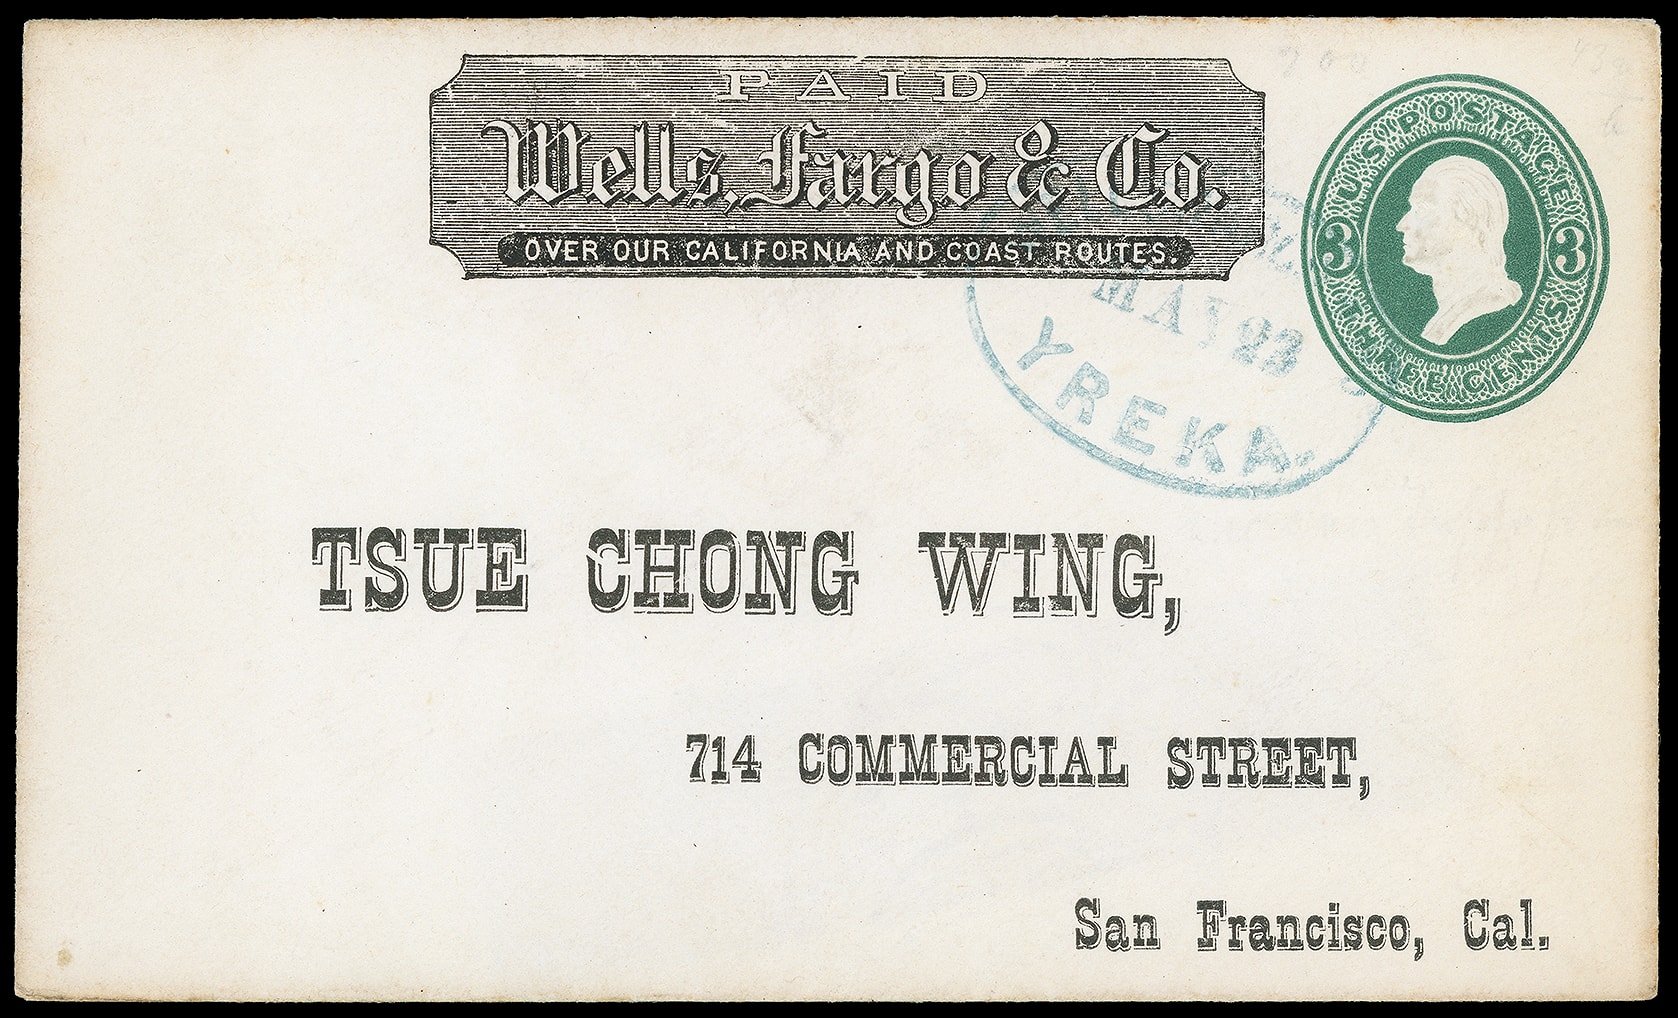 PAID
Wells, Fargo & Co.
OVER OUR CALIFORNIA AND COAST ROUTES.
U.S. POSTAGE
3 3
THREE CENTS
MAY 23
YREKA.
TSUE CHONG WING,
714 COMMERCIAL STREET,
San Francisco, Cal.